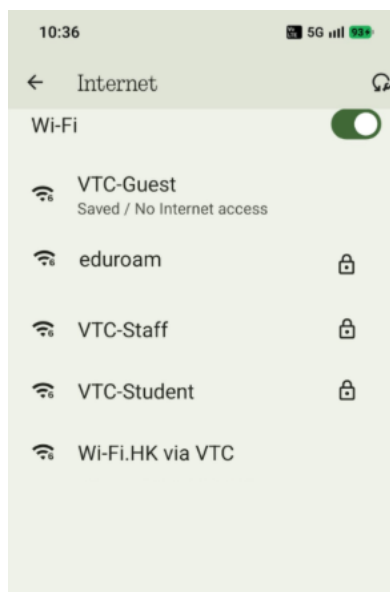 10:36 5G 93+
Internet
Wi-Fi
VTC-Guest
Saved / No Internet access
eduroam
VTC-Staff
VTC-Student
Wi-Fi.HK via VTC